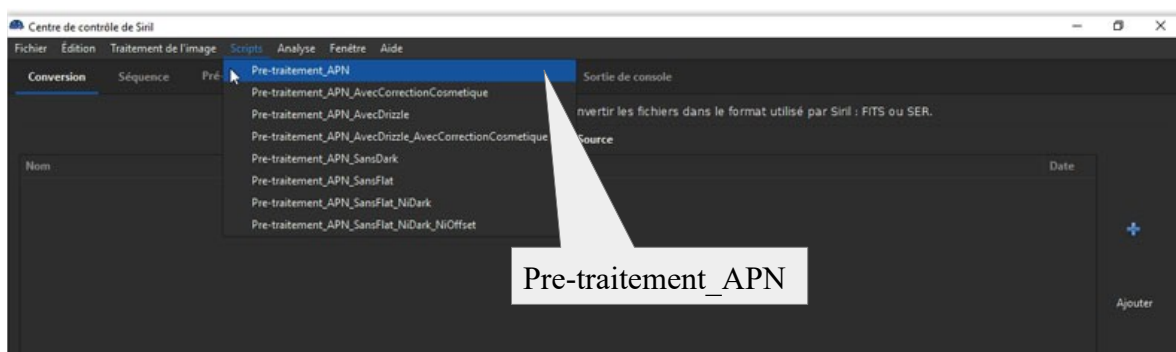 Centre de contrôle de Siril
Fichier Édition Traitement de l'image Scripts Analyse Fenêtre Aide
Conversion Séquence Pré- Sortie de console
Pre-traitement_APN
Pre-traitement_APN_AvecCorrectionCosmetique
Pre-traitement_APN_AvecDrizzle
Pre-traitement_APN_AvecDrizzle_AvecCorrectionCosmetique
Pre-traitement_APN_SansDark
Pre-traitement_APN_SansFlat
Pre-traitement_APN_SansFlat_NiDark
Pre-traitement_APN_SansFlat_NiDark_NiOffset
nvertir les fichiers dans le format utilisé par Siril : FITS ou SER.
Source
Nom Date
Pre-traitement_APN
Ajouter